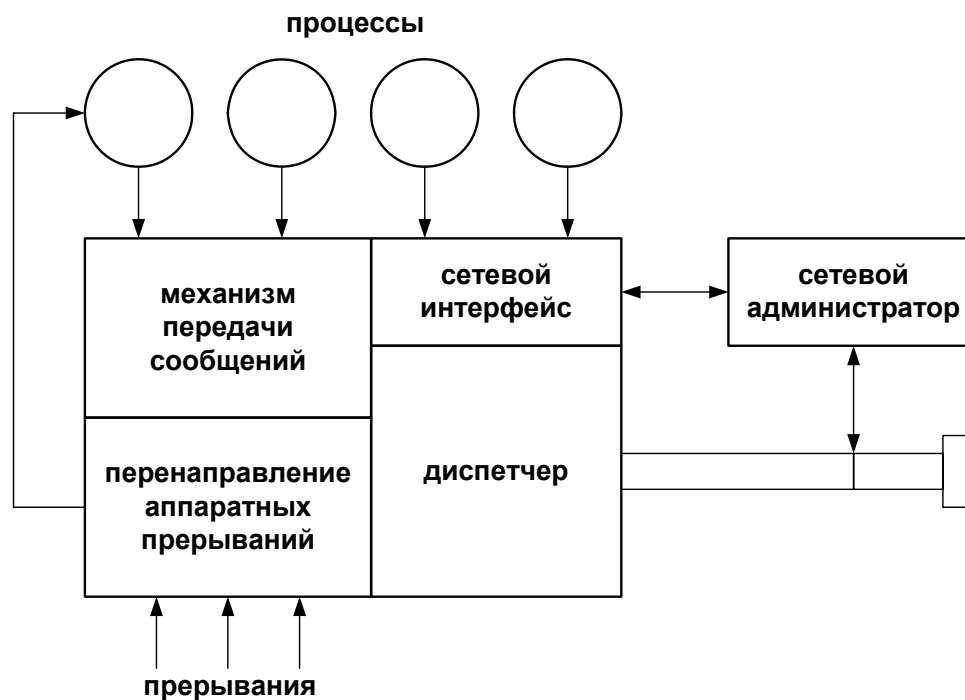 процессы
механизм
передачи
сообщений
сетевой
интерфейс
сетевой
администратор
перенаправление
аппаратных
прерываний
диспетчер
прерывания